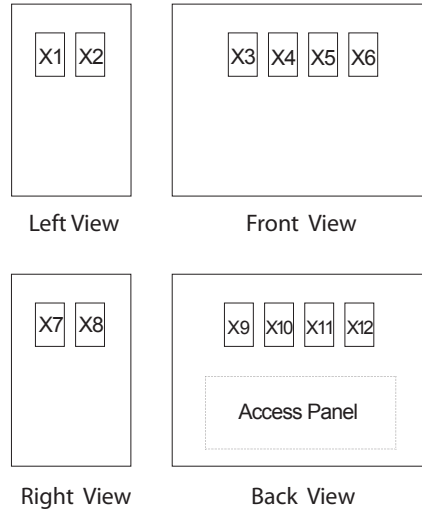 X1 X2
X3 X4 X5 X6
Left View
Front View
X7 X8
X9 X10 X11 X12
Access Panel
Right View
Back View